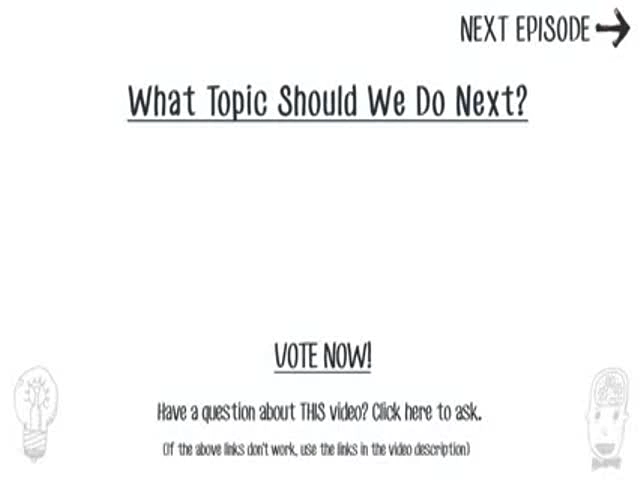 NEXT EPISODE
What Topic Should We Do Next?
VOTE NOW!
Have a question about THIS video? Click here to ask.
(If the above links don't work, use the links in the video description)